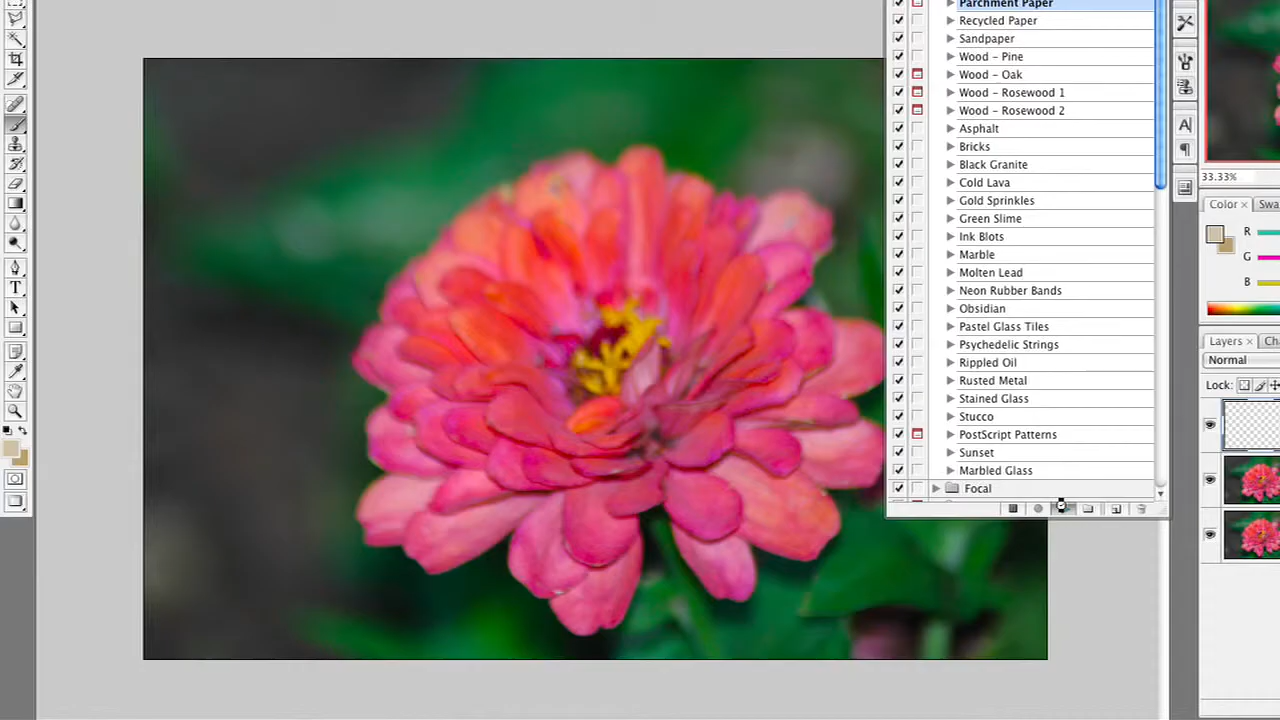 Parchment Paper
Recycled Paper
Sandpaper
Wood – Pine
Wood – Oak
Wood – Rosewood 1
Wood – Rosewood 2
Asphalt
Bricks
Black Granite
Cold Lava
Gold Sprinkles
Green Slime
Ink Blots
Marble
Molten Lead
Neon Rubber Bands
Obsidian
Pastel Glass Tiles
Psychedelic Strings
Rippled Oil
Rusted Metal
Stained Glass
Stucco
PostScript Patterns
Sunset
Marbled Glass
Focal
T
A
33.33%
Color × Swa
R
G
B
Layers × Cha
Normal
Lock: